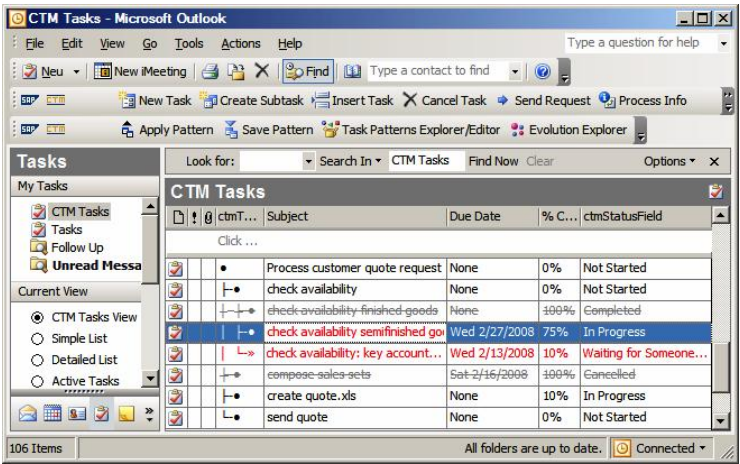 CTM Tasks - Microsoft Outlook
File Edit View Go Tools Actions Help Type a question for help
Neu New iMeeting Find Type a contact to find
SAP CTM New Task Create Subtask Insert Task Cancel Task Send Request Process Info
SAP CTM Apply Pattern Save Pattern Task Patterns Explorer/Editor Evolution Explorer
Tasks
Look for: Search In CTM Tasks Find Now Clear Options
My Tasks
CTM Tasks
Tasks
Follow Up
Unread Messa
Current View
CTM Tasks View
Simple List
Detailed List
Active Tasks
CTM Tasks
ctmT... Subject Due Date % C... ctmStatusField
Click ...
Process customer quote request None 0% Not Started
check availability None 0% Not Started
check availability finished goods None 100% Completed
check availability semifinished goo Wed 2/27/2008 75% In Progress
check availability: key account... Wed 2/13/2008 10% Waiting for Someone...
compose sales sets Sat 2/16/2008 100% Cancelled
create quote.xls None 10% In Progress
send quote None 0% Not Started
106 Items All folders are up to date. Connected